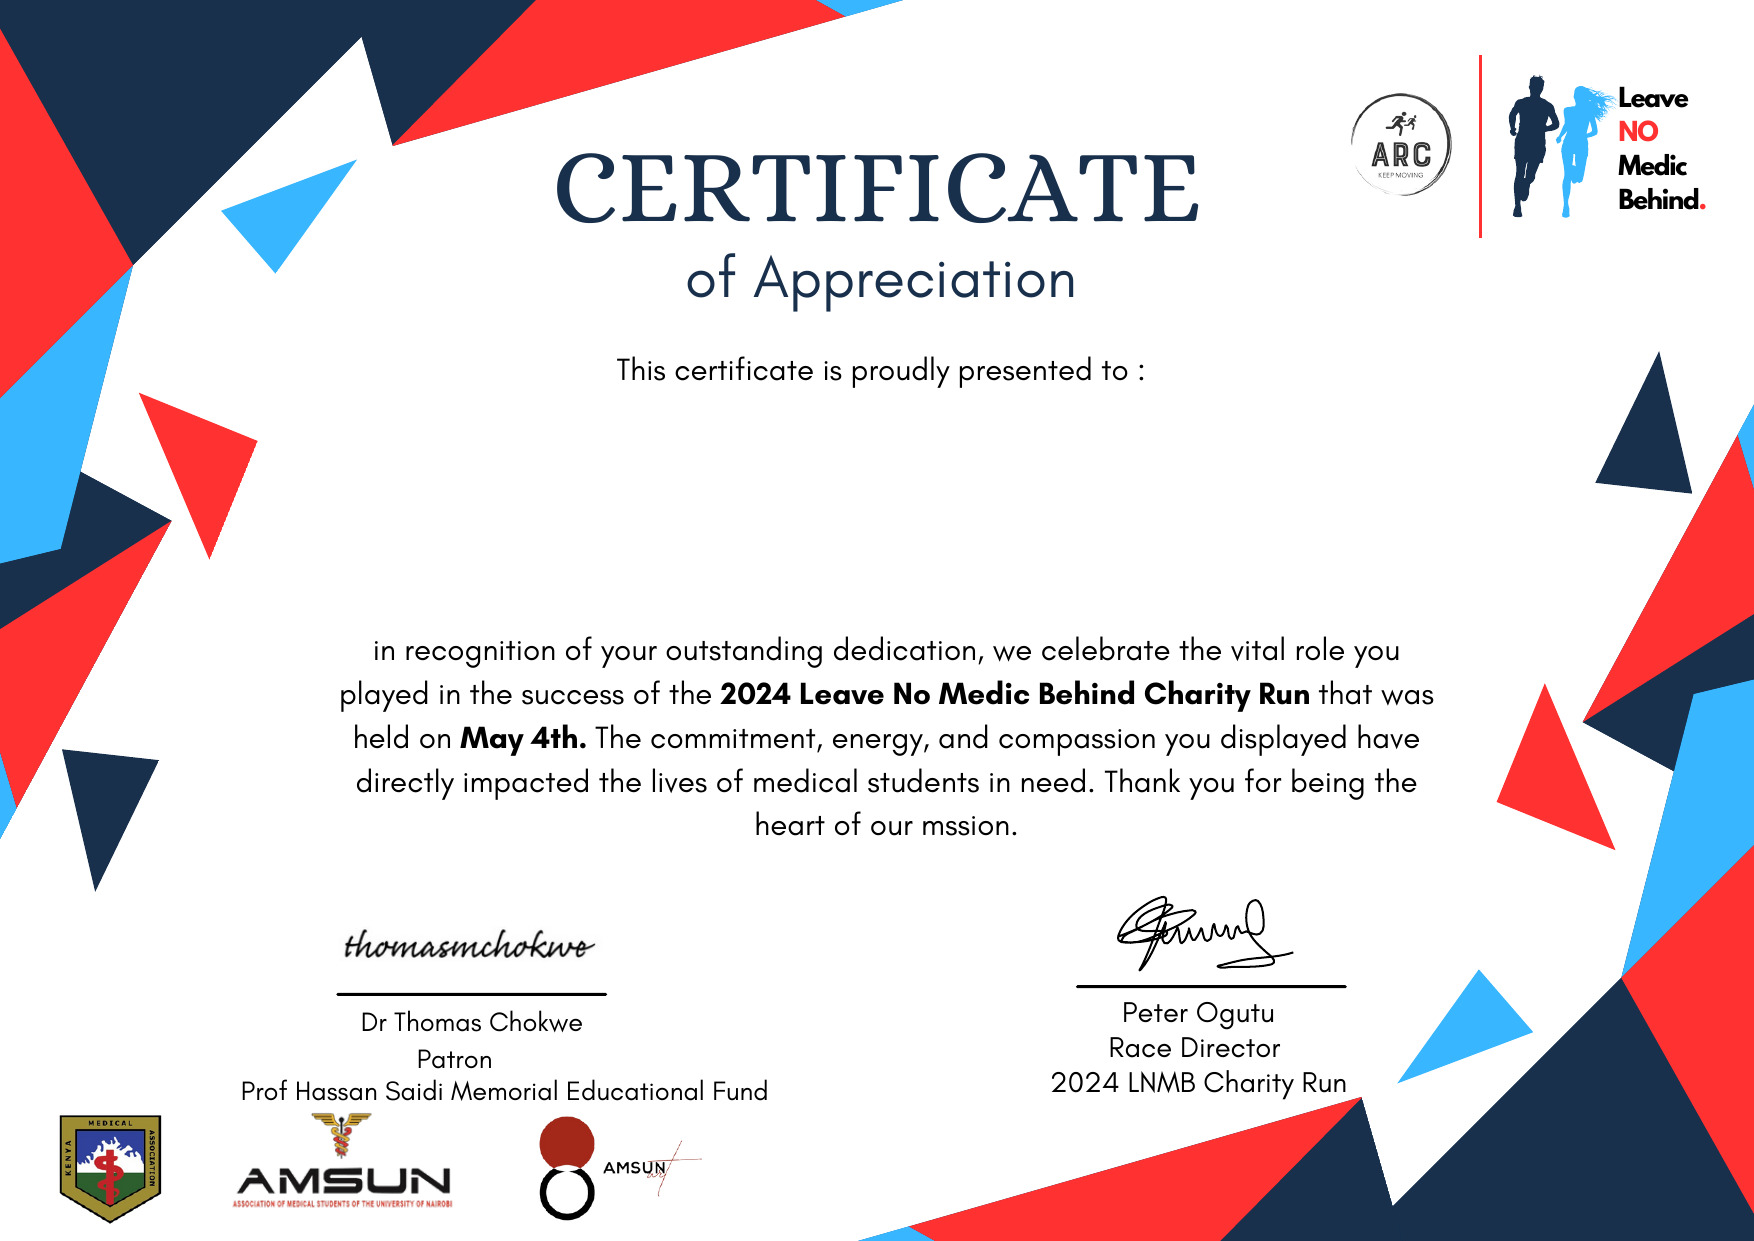 ARC
KEEP MOVING
Leave
NO
Medic
Behind.
CERTIFICATE
of Appreciation
This certificate is proudly presented to :
in recognition of your outstanding dedication, we celebrate the vital role you
played in the success of the 2024 Leave No Medic Behind Charity Run that was
held on May 4th. The commitment, energy, and compassion you displayed have
directly impacted the lives of medical students in need. Thank you for being the
heart of our mssion.
thomasmchokwe
Dr Thomas Chokwe
Patron
Prof Hassan Saidi Memorial Educational Fund
Peter Ogutu
Race Director
2024 LNMB Charity Run
KENYA
MEDICAL
ASSOCIATION
AMSUN
ASSOCIATION OF MEDICAL STUDENTS OF THE UNIVERSITY OF NAIROBI
AMSUN
art